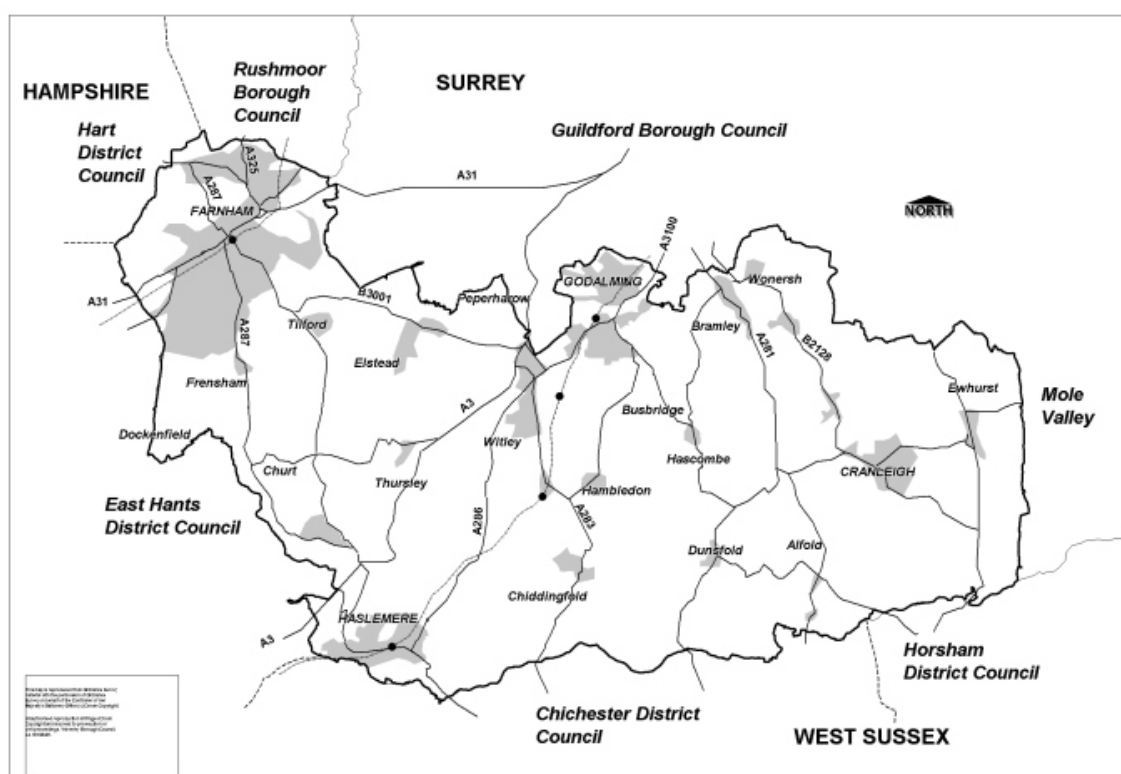 HAMPSHIRE
Rushmoor
Borough
Council
SURREY
Hart
District
Council
Guildford Borough Council
A325
A287
A31
FARNHAM
NORTH
A3100
GODALMING
Wonersh
A31
B3001
Peperharow
Tilford
A287
Elstead
Bramley
A281
B2128
Frensham
A3
Busbridge
Ewhurst
Mole
Valley
Dockenfield
Witley
Churt
Thursley
Hascombe
CRANLEIGH
Hambledon
East Hants
District Council
A286
A283
Dunsfold
Alfold
Chiddingfold
HASLEMERE
A3
Horsham
District Council
Chichester District
Council
WEST SUSSEX